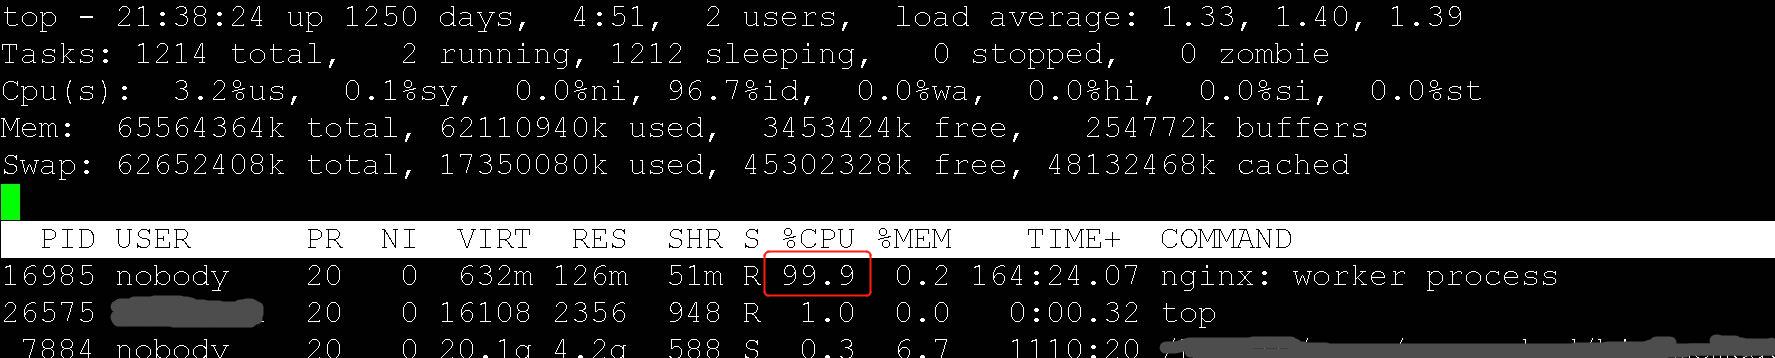 top - 21:38:24 up 1250 days,  4:51,  2 users,  load average: 1.33, 1.40, 1.39
Tasks: 1214 total,   2 running, 1212 sleeping,   0 stopped,   0 zombie
Cpu(s):  3.2%us,  0.1%sy,  0.0%ni, 96.7%id,  0.0%wa,  0.0%hi,  0.0%si,  0.0%st
Mem:  65564364k total, 62110940k used,  3453424k free,   254772k buffers
Swap: 62652408k total, 17350080k used, 45302328k free, 48132468k cached
PID USER      PR  NI  VIRT  RES  SHR S %CPU %MEM    TIME+  COMMAND
16985 nobody    20   0  632m 126m  51m R 99.9  0.2 164:24.07 nginx: worker process
26575           20   0 16108 2356  948 R  1.0  0.0   0:00.32 top
7884 nobody    20   0 20.1g 4.2g  588 S  0.3  6.7   1110:20